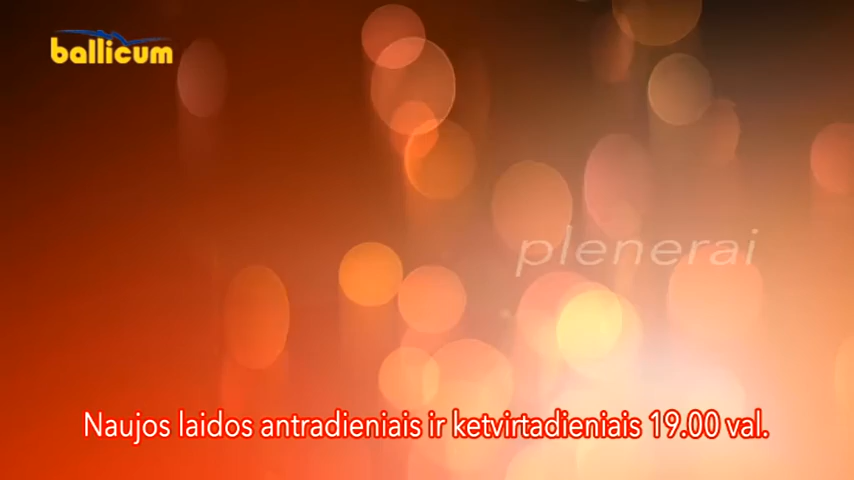 ballicum
plenerai
Naujos laidos antradieniais ir ketvirtadieniais 19.00 val.